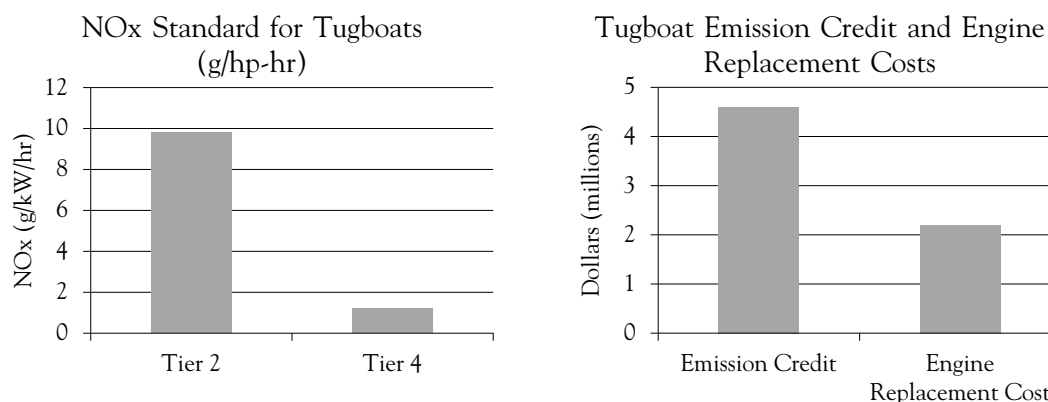 NOx Standard for Tugboats
(g/hp-hr)
12
10
8
6
4
2
0
NOx (g/kW/hr)
Tier 2
Tier 4
Tugboat Emission Credit and Engine
Replacement Costs
5
4
3
2
1
0
Dollars (millions)
Emission Credit
Engine
Replacement Cost